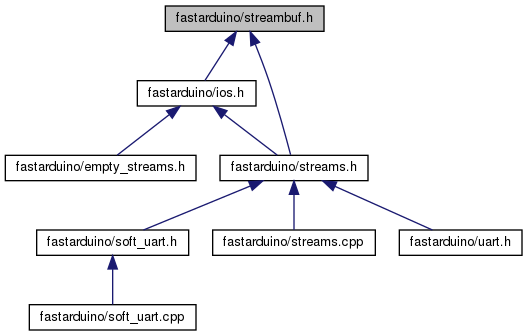 fastarduino/streambuf.h
fastarduino/ios.h
fastarduino/empty_streams.h
fastarduino/streams.h
fastarduino/soft_uart.h
fastarduino/streams.cpp
fastarduino/uart.h
fastarduino/soft_uart.cpp